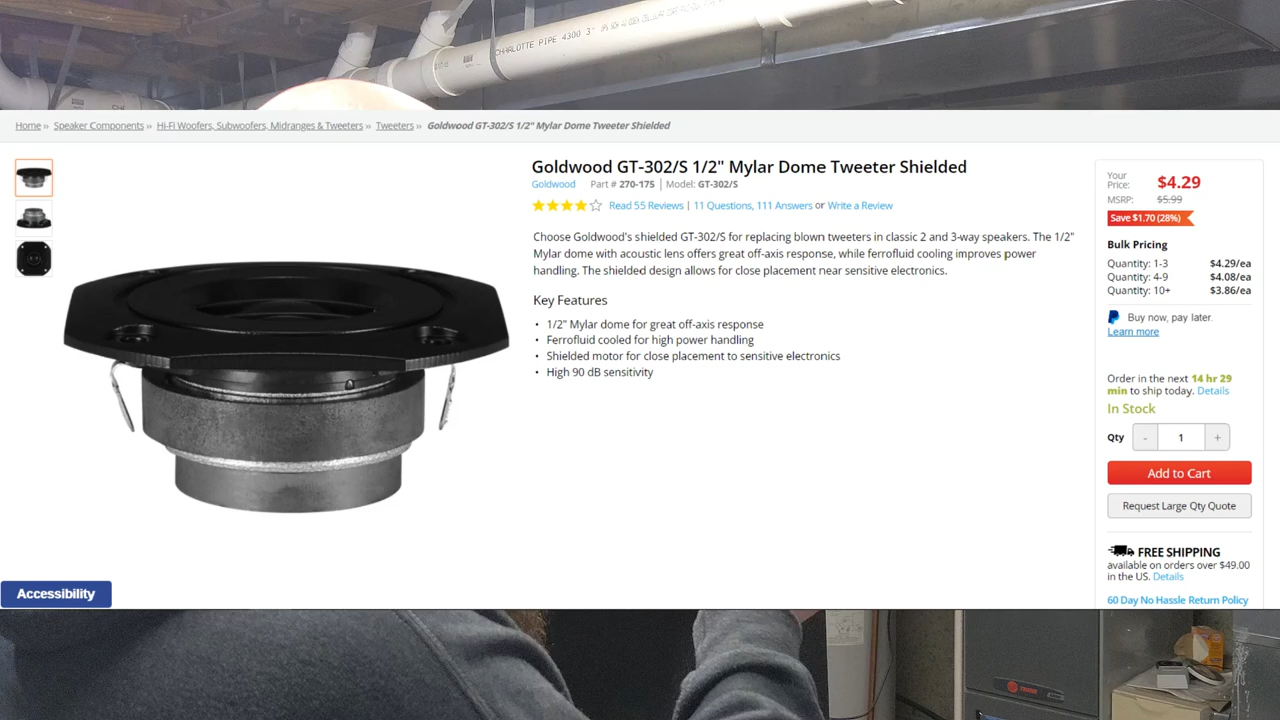 CHARLOTTE PIPE 4300 3"
Home » Speaker Components » Hi-Fi Woofers, Subwoofers, Midranges & Tweeters » Tweeters » Goldwood GT-302/S 1/2" Mylar Dome Tweeter Shielded
Goldwood GT-302/S 1/2" Mylar Dome Tweeter Shielded
Goldwood Part # 270-175 | Model: GT-302/S
Read 55 Reviews | 11 Questions, 111 Answers or Write a Review
Choose Goldwood's shielded GT-302/S for replacing blown tweeters in classic 2 and 3-way speakers. The 1/2"
Mylar dome with acoustic lens offers great off-axis response, while ferrofluid cooling improves power
handling. The shielded design allows for close placement near sensitive electronics.
Key Features
• 1/2" Mylar dome for great off-axis response
• Ferrofluid cooled for high power handling
• Shielded motor for close placement to sensitive electronics
• High 90 dB sensitivity
Your
Price: $4.29
MSRP: $5.99
Save $1.70 (28%)
Bulk Pricing
Quantity: 1-3 $4.29/ea
Quantity: 4-9 $4.08/ea
Quantity: 10+ $3.86/ea
Buy now, pay later.
Learn more
Order in the next 14 hr 29
min to ship today. Details
In Stock
Qty - 1 +
Add to Cart
Request Large Qty Quote
FREE SHIPPING
available on orders over $49.00
in the US. Details
60 Day No Hassle Return Policy
Accessibility
TRANE